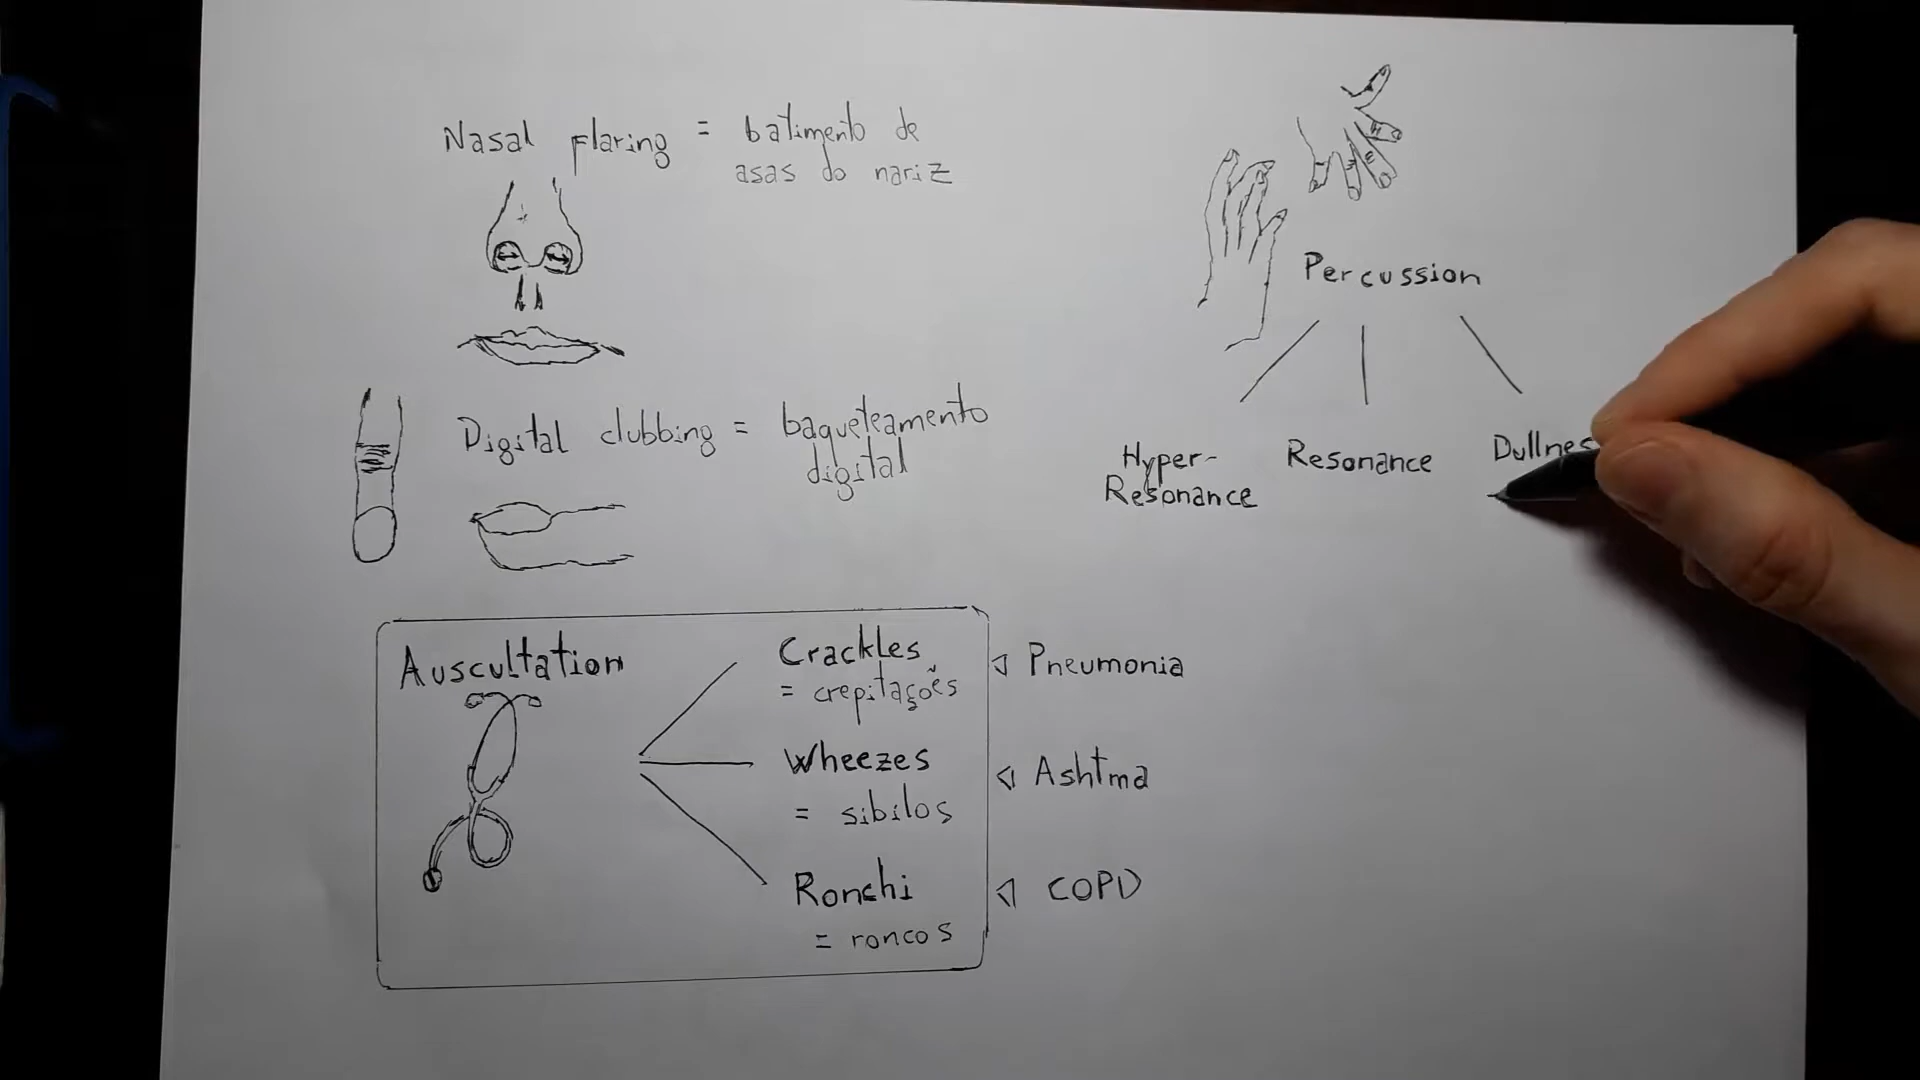 Nasal flaring = batimento de
asas do nariz
Digital clubbing = baqueteamento
digital
Auscultation
Crackles
= crepitações
Wheezes
= sibilos
Ronchi
= roncos
Pneumonia
Ashtma
COPD
Percussion
Hyper-
Resonance
Resonance
Dullnes